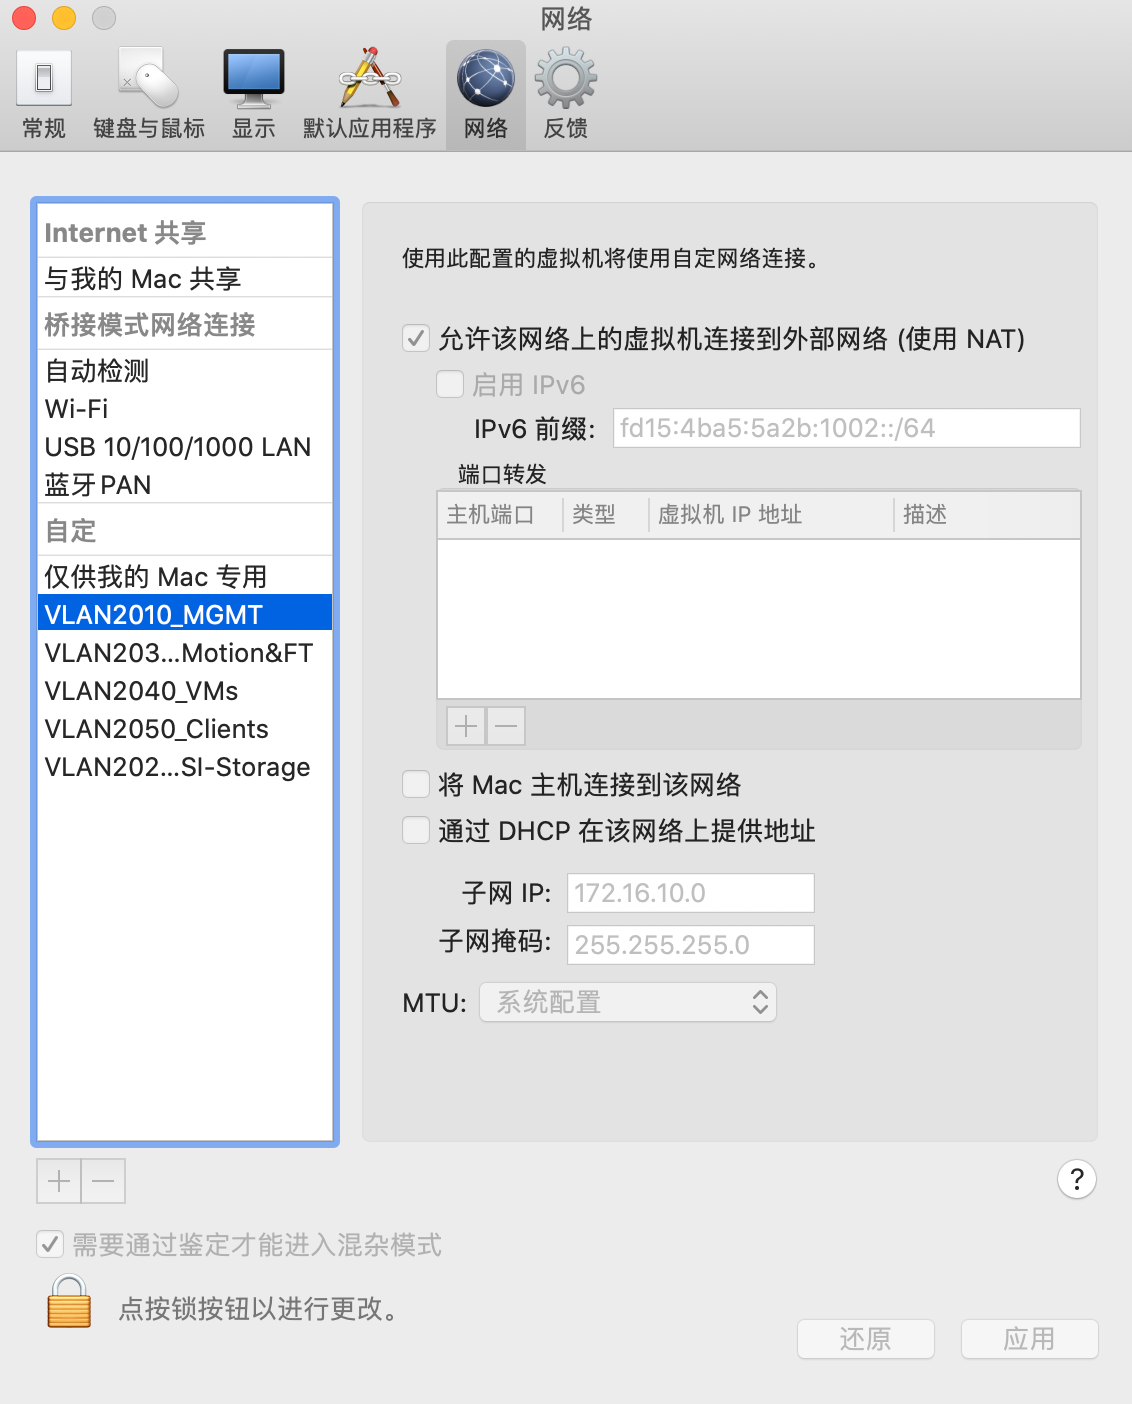 网络
常规 键盘与鼠标 显示 默认应用程序 网络 反馈
Internet 共享
与我的 Mac 共享
桥接模式网络连接
自动检测
Wi-Fi
USB 10/100/1000 LAN
蓝牙 PAN
自定
仅供我的 Mac 专用
VLAN2010_MGMT
VLAN203...Motion&FT
VLAN2040_VMs
VLAN2050_Clients
VLAN202...SI-Storage
使用此配置的虚拟机将使用自定网络连接。
允许该网络上的虚拟机连接到外部网络 (使用 NAT)
启用 IPv6
IPv6 前缀: fd15:4ba5:5a2b:1002::/64
端口转发
主机端口 类型 虚拟机 IP 地址 描述
将 Mac 主机连接到该网络
通过 DHCP 在该网络上提供地址
子网 IP: 172.16.10.0
子网掩码: 255.255.255.0
MTU: 系统配置
?
需要通过鉴定才能进入混杂模式
点按锁按钮以进行更改。
还原 应用